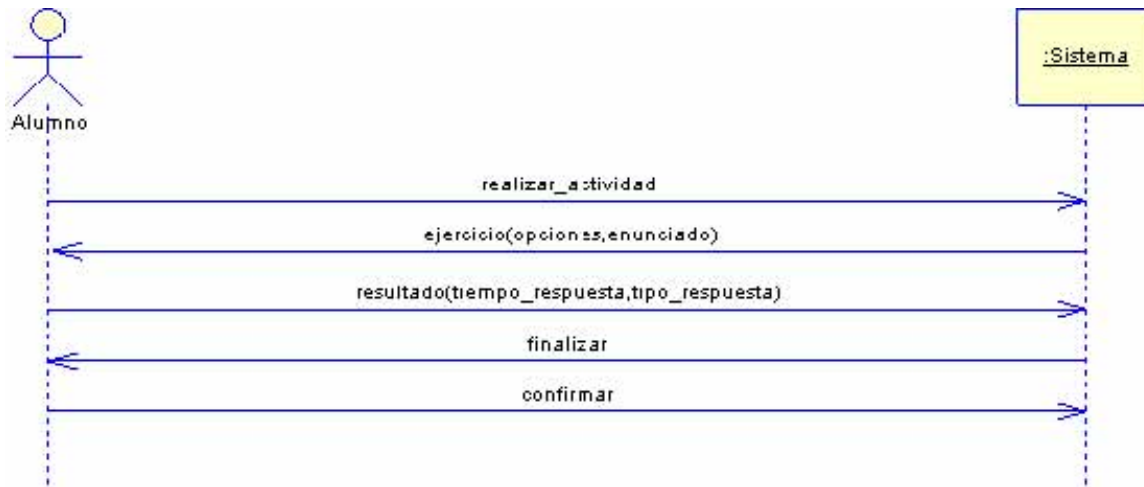 :Sistema
Alumno
realizar_actividad
ejercicio(opciones,enunciado)
resultado(tiempo_respuesta,tipo_respuesta)
finalizar
confirmar